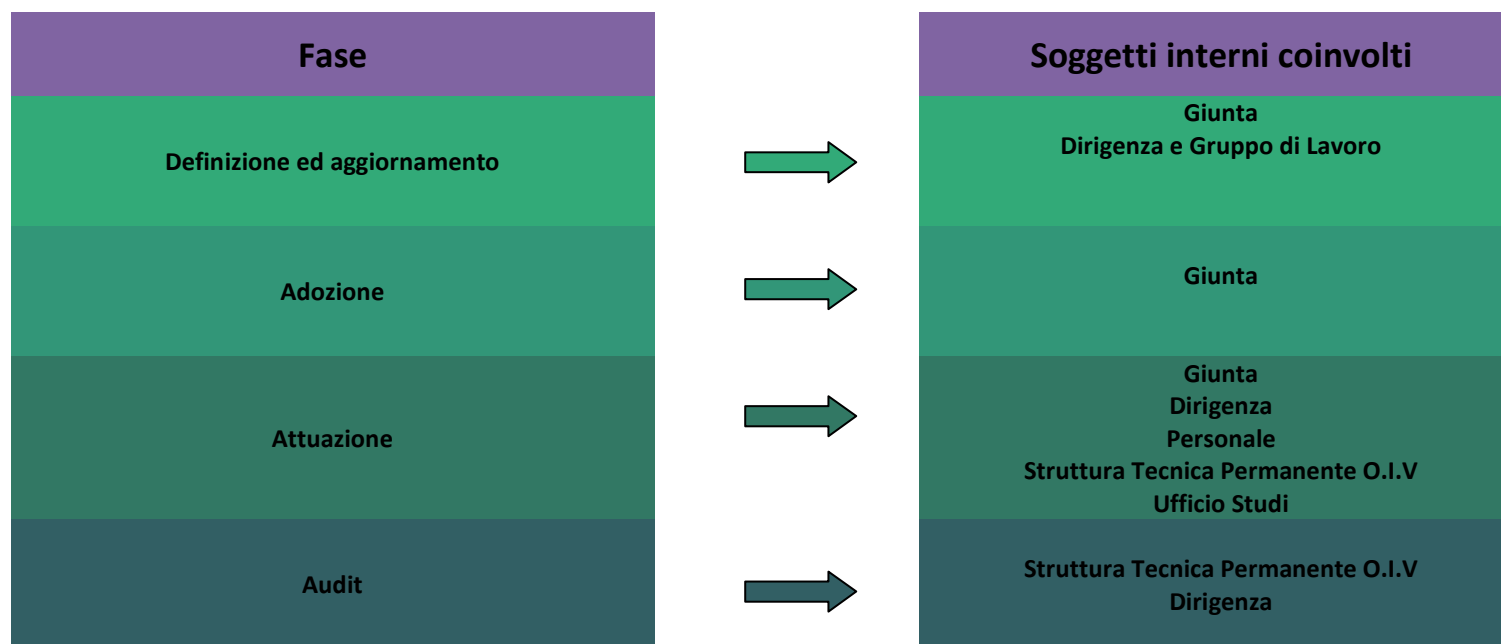 Fase
Soggetti interni coinvolti
Definizione ed aggiornamento
Giunta
Dirigenza e Gruppo di Lavoro
Adozione
Giunta
Attuazione
Giunta
Dirigenza
Personale
Struttura Tecnica Permanente O.I.V
Ufficio Studi
Audit
Struttura Tecnica Permanente O.I.V
Dirigenza